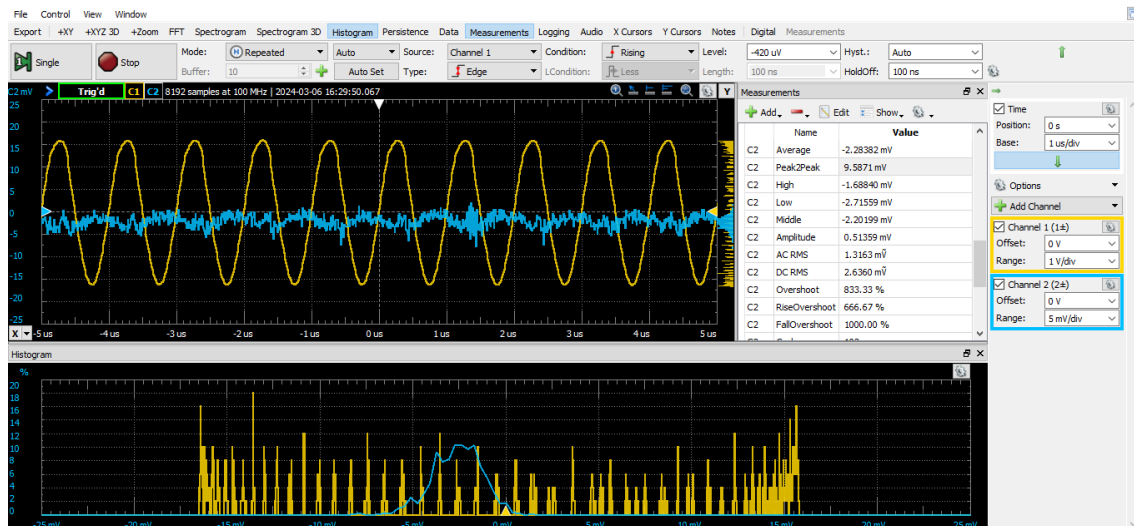 File Control View Window
Export +XY +XYZ 3D +Zoom FFT Spectrogram Spectrogram 3D Histogram Persistence Data Measurements Logging Audio X Cursors Y Cursors Notes Digital Measurements
Single Stop Mode: Repeated Auto Source: Channel 1 Condition: Rising Level: -420 uV Hyst.: Auto
Buffer: 10 Auto Set Type: Edge LCondition: Less Length: 100 ns HoldOff: 100 ns
C2 mV Trig'd C1 C2 8192 samples at 100 MHz | 2024-03-06 16:29:50.067 Y
25
20
15
10
5
0
-5
-10
-15
-20
-25
X -5 us -4 us -3 us -2 us -1 us 0 us 1 us 2 us 3 us 4 us 5 us
Measurements
Add Edit Show
Name Value
C2 Average -2.28382 mV
C2 Peak2Peak 9.5871 mV
C2 High -1.68840 mV
C2 Low -2.71559 mV
C2 Middle -2.20199 mV
C2 Amplitude 0.51359 mV
C2 AC RMS 1.3163 mṼ
C2 DC RMS 2.6360 mṼ
C2 Overshoot 833.33 %
C2 RiseOvershoot 666.67 %
C2 FallOvershoot 1000.00 %
Time
Position: 0 s
Base: 1 us/div
Options
Add Channel
Channel 1 (1±)
Offset: 0 V
Range: 1 V/div
Channel 2 (2±)
Offset: 0 V
Range: 5 mV/div
Histogram
%
20
18
16
14
12
10
8
6
4
2
0
-25 mV -20 mV -15 mV -10 mV -5 mV 0 mV 5 mV 10 mV 15 mV 20 mV 25 mV